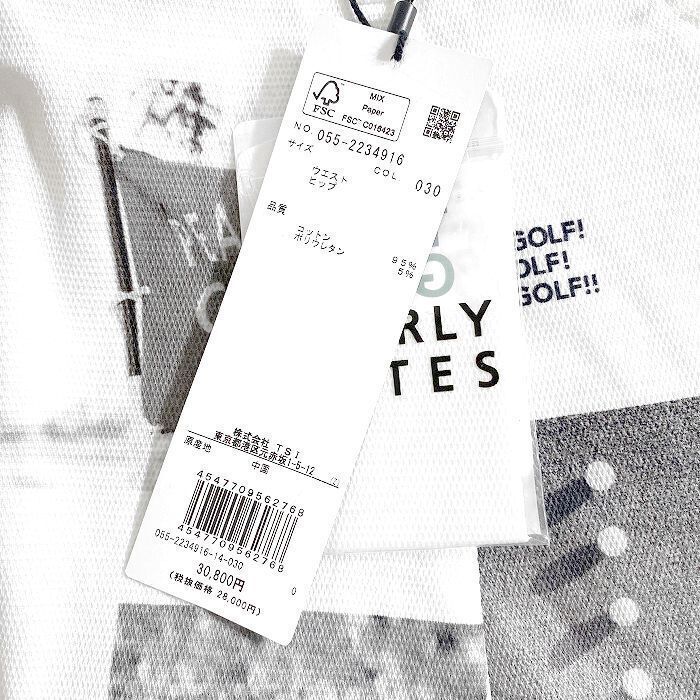 MIX
Paper
FSC
FSC™ C016423
NO. 055-2234916
サイズ COL 030
ウエスト
ヒップ
品質
コットン 95%
ポリウレタン 5%
株式会社 TSI
東京都港区元赤坂1-5-12
原産地 中国
4547709562768
4547709562768
055-2234916-14-030
30,800円
(税抜価格 28,000円)
0
PEA
G
RLY
TES
GOLF!
OLF!
GOLF!!